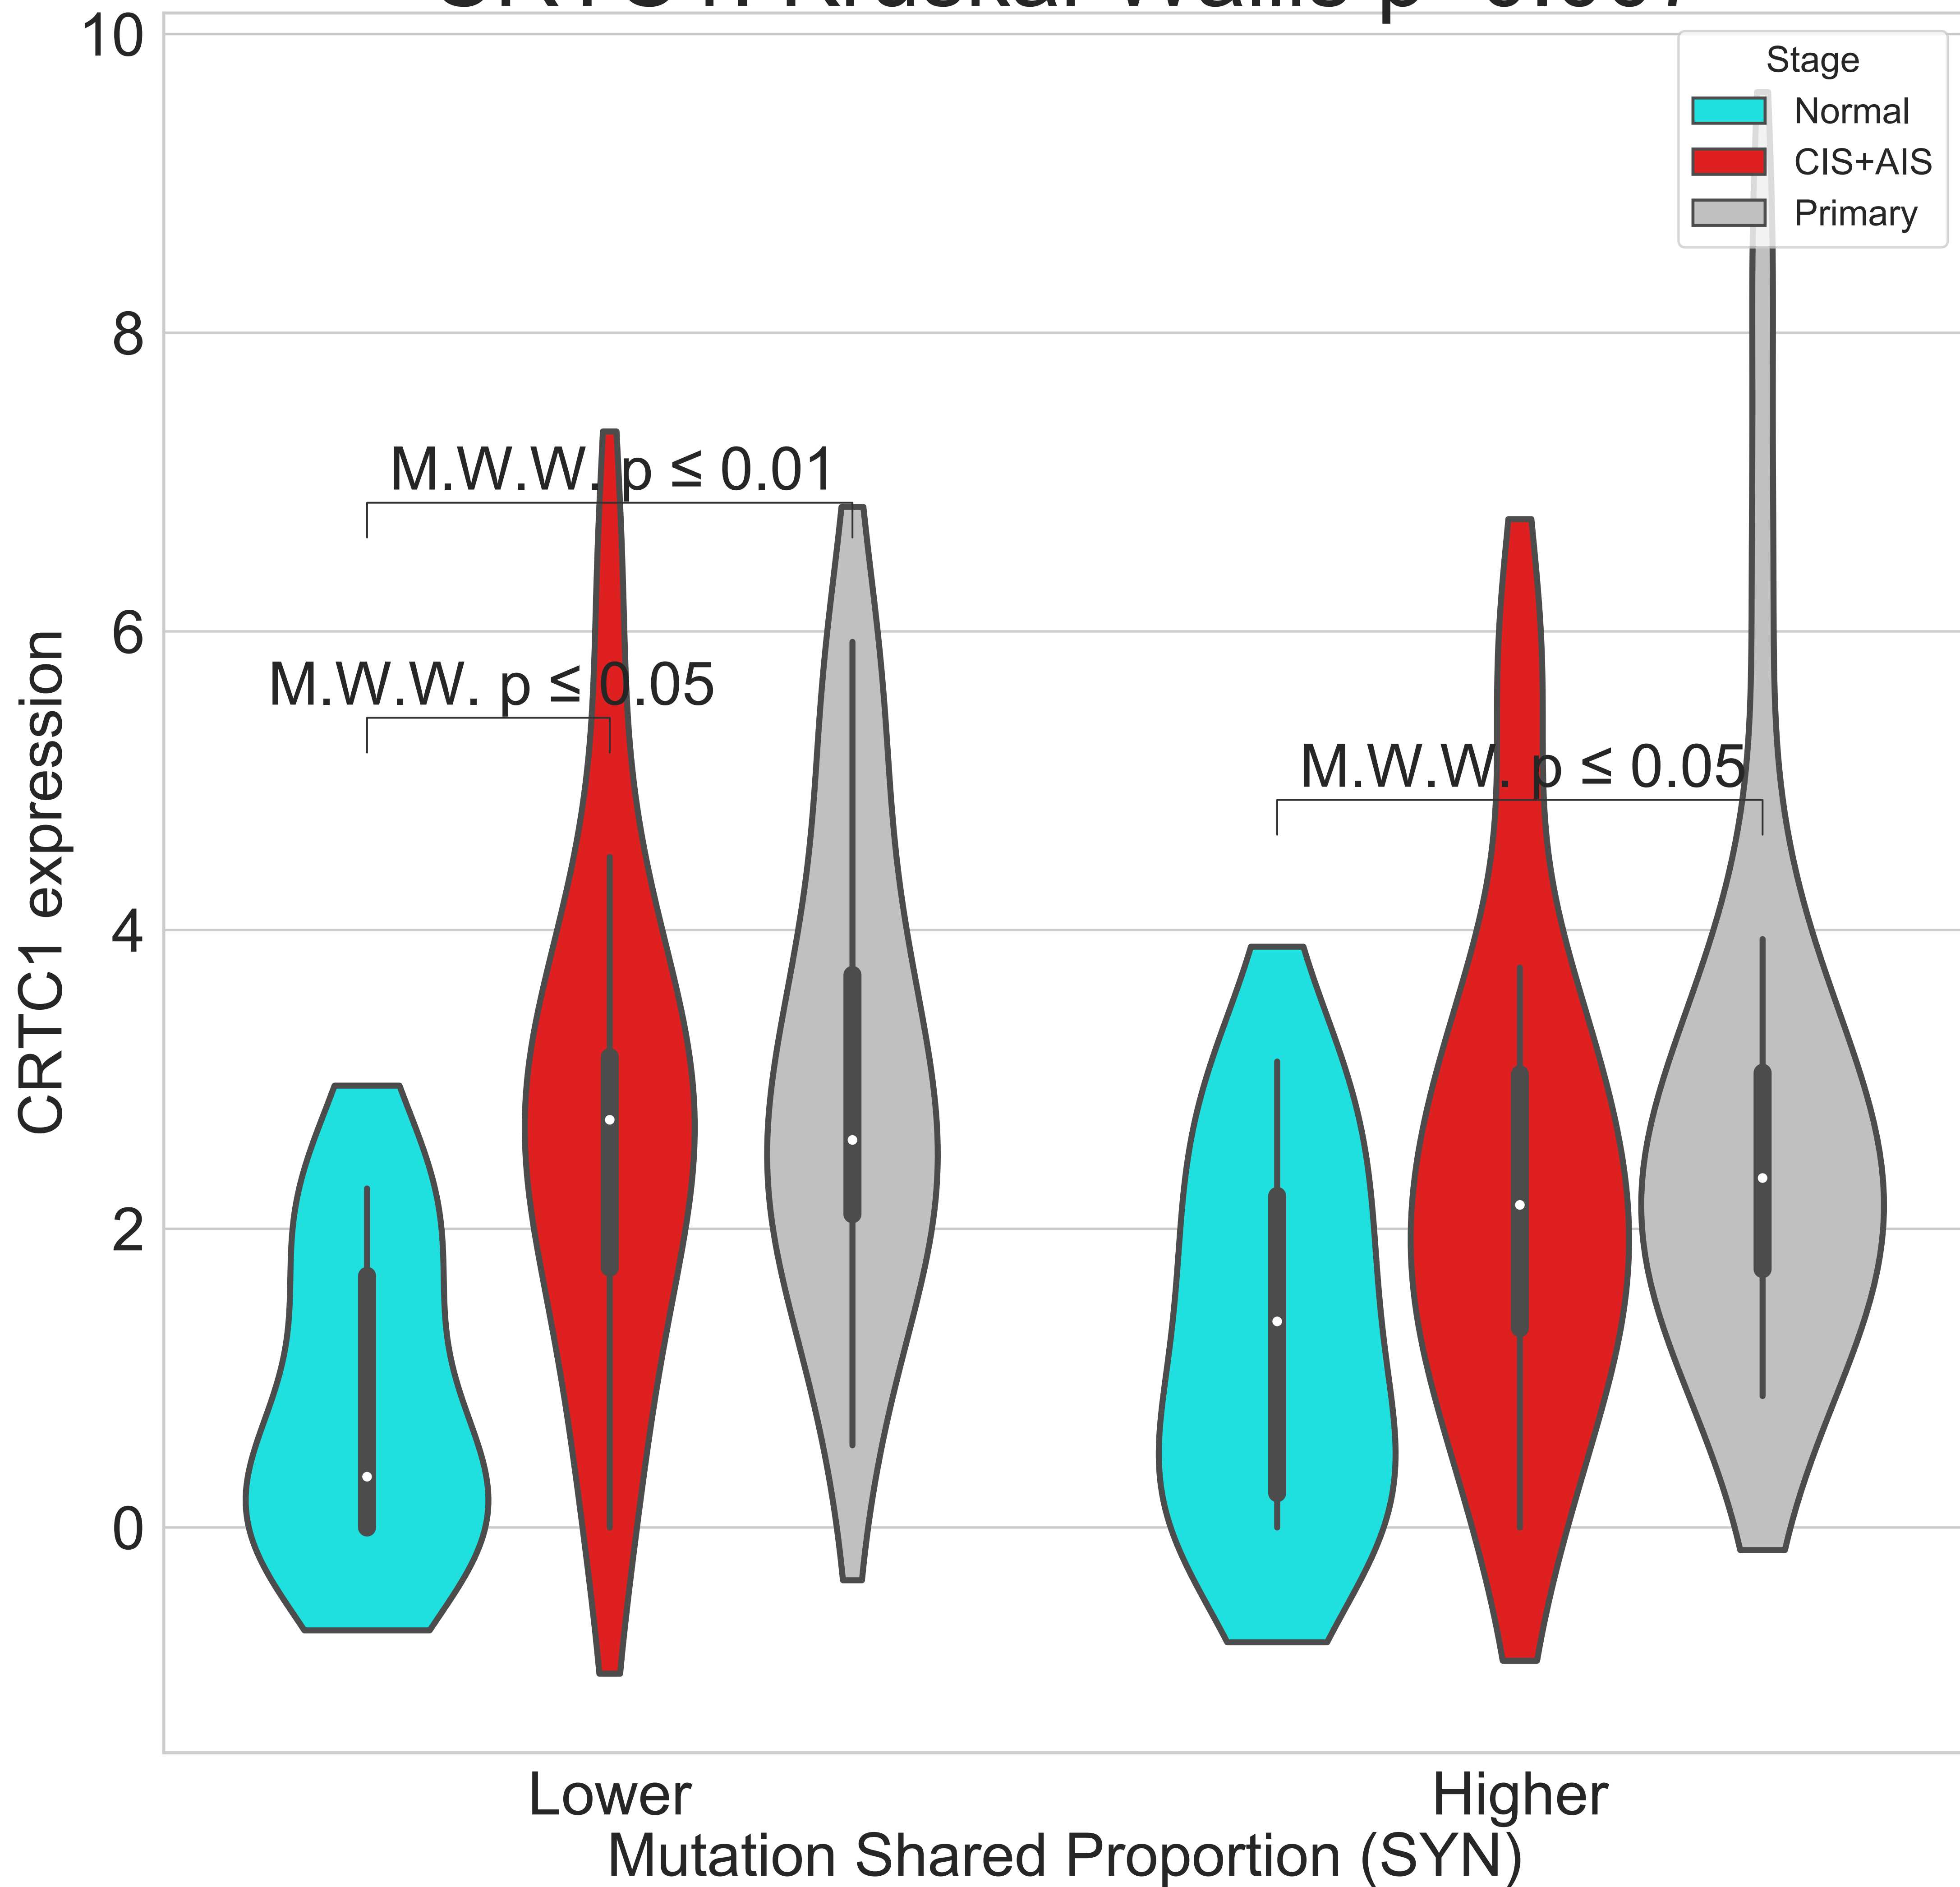 10
8
6
4
2
0
CRTC1 expression
Stage
Normal
CIS+AIS
Primary
M.W.W. p ≤ 0.01
M.W.W. p ≤ 0.05
M.W.W. p ≤ 0.05
Lower
Higher
Mutation Shared Proportion (SYN)